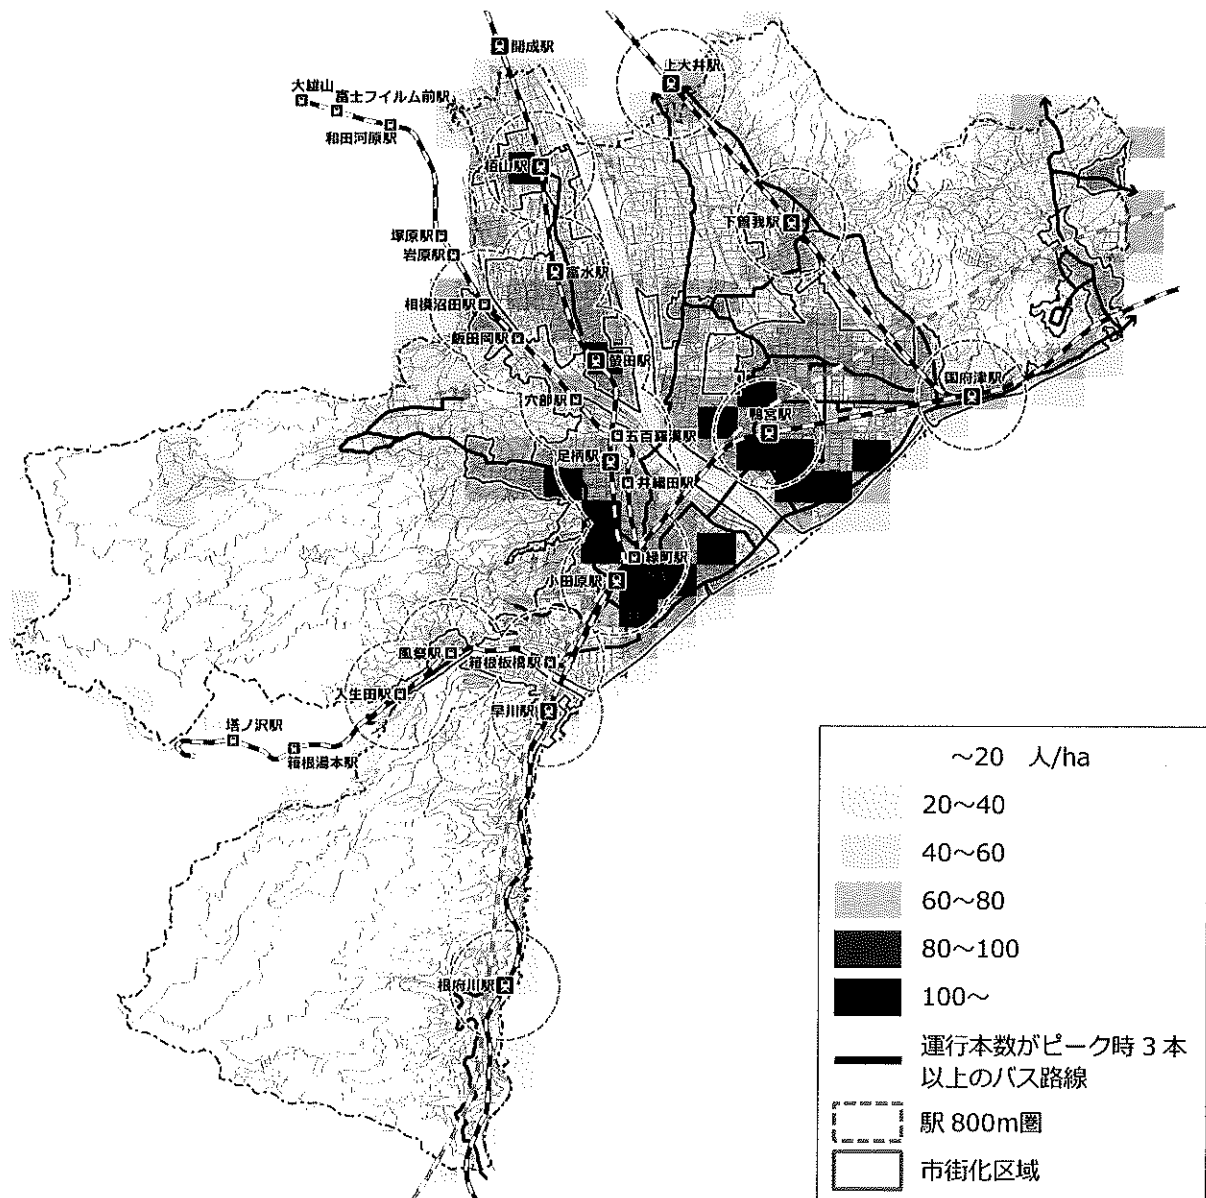 開成駅
上大井駅
大雄山
富士フイルム前駅
和田河原駅
栢山駅
下曽我駅
塚原駅
岩原駅
富水駅
相模沼田駅
飯田岡駅
螢田駅
国府津駅
穴部駅
鴨宮駅
五百羅漢駅
足柄駅
井細田駅
緑町駅
小田原駅
風祭駅
箱根板橋駅
入生田駅
早川駅
塔ノ沢駅
箱根湯本駅
根府川駅
～20 人/ha
20～40
40～60
60～80
80～100
100～
運行本数がピーク時3本
以上のバス路線
駅800m圏
市街化区域